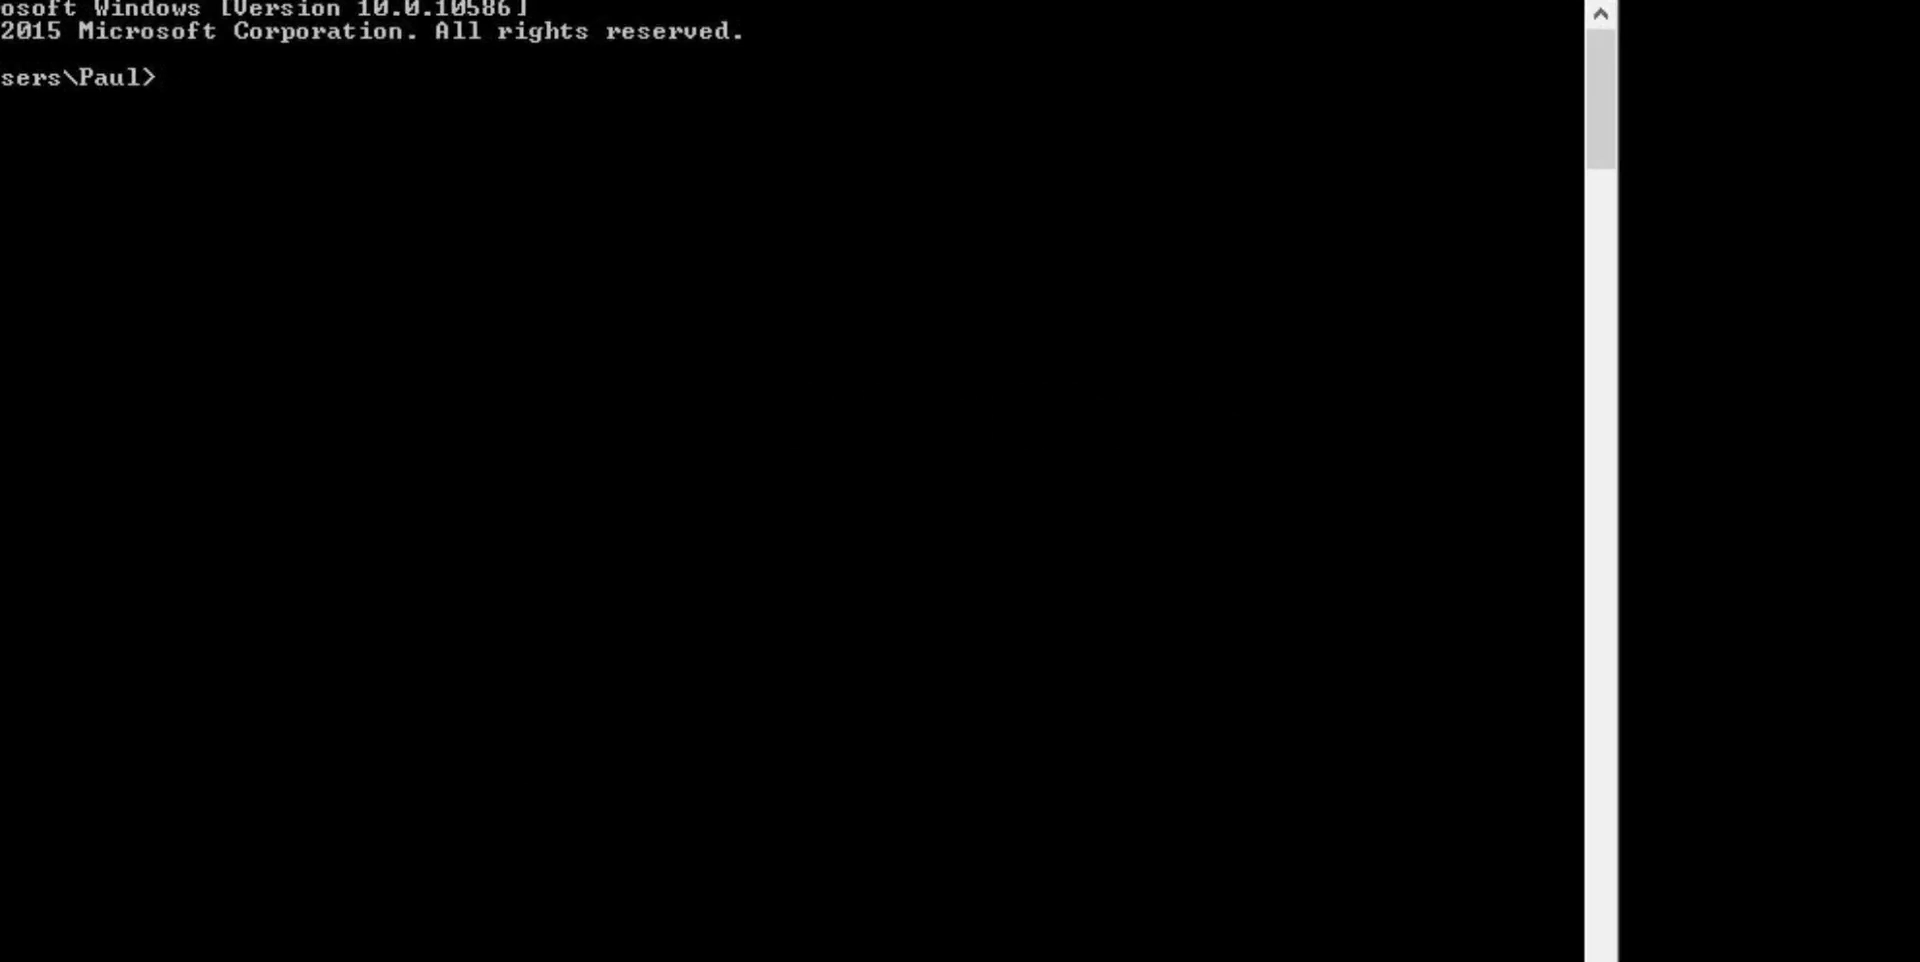 osoft Windows [Version 10.0.10586]
2015 Microsoft Corporation. All rights reserved.
sers\Paul>